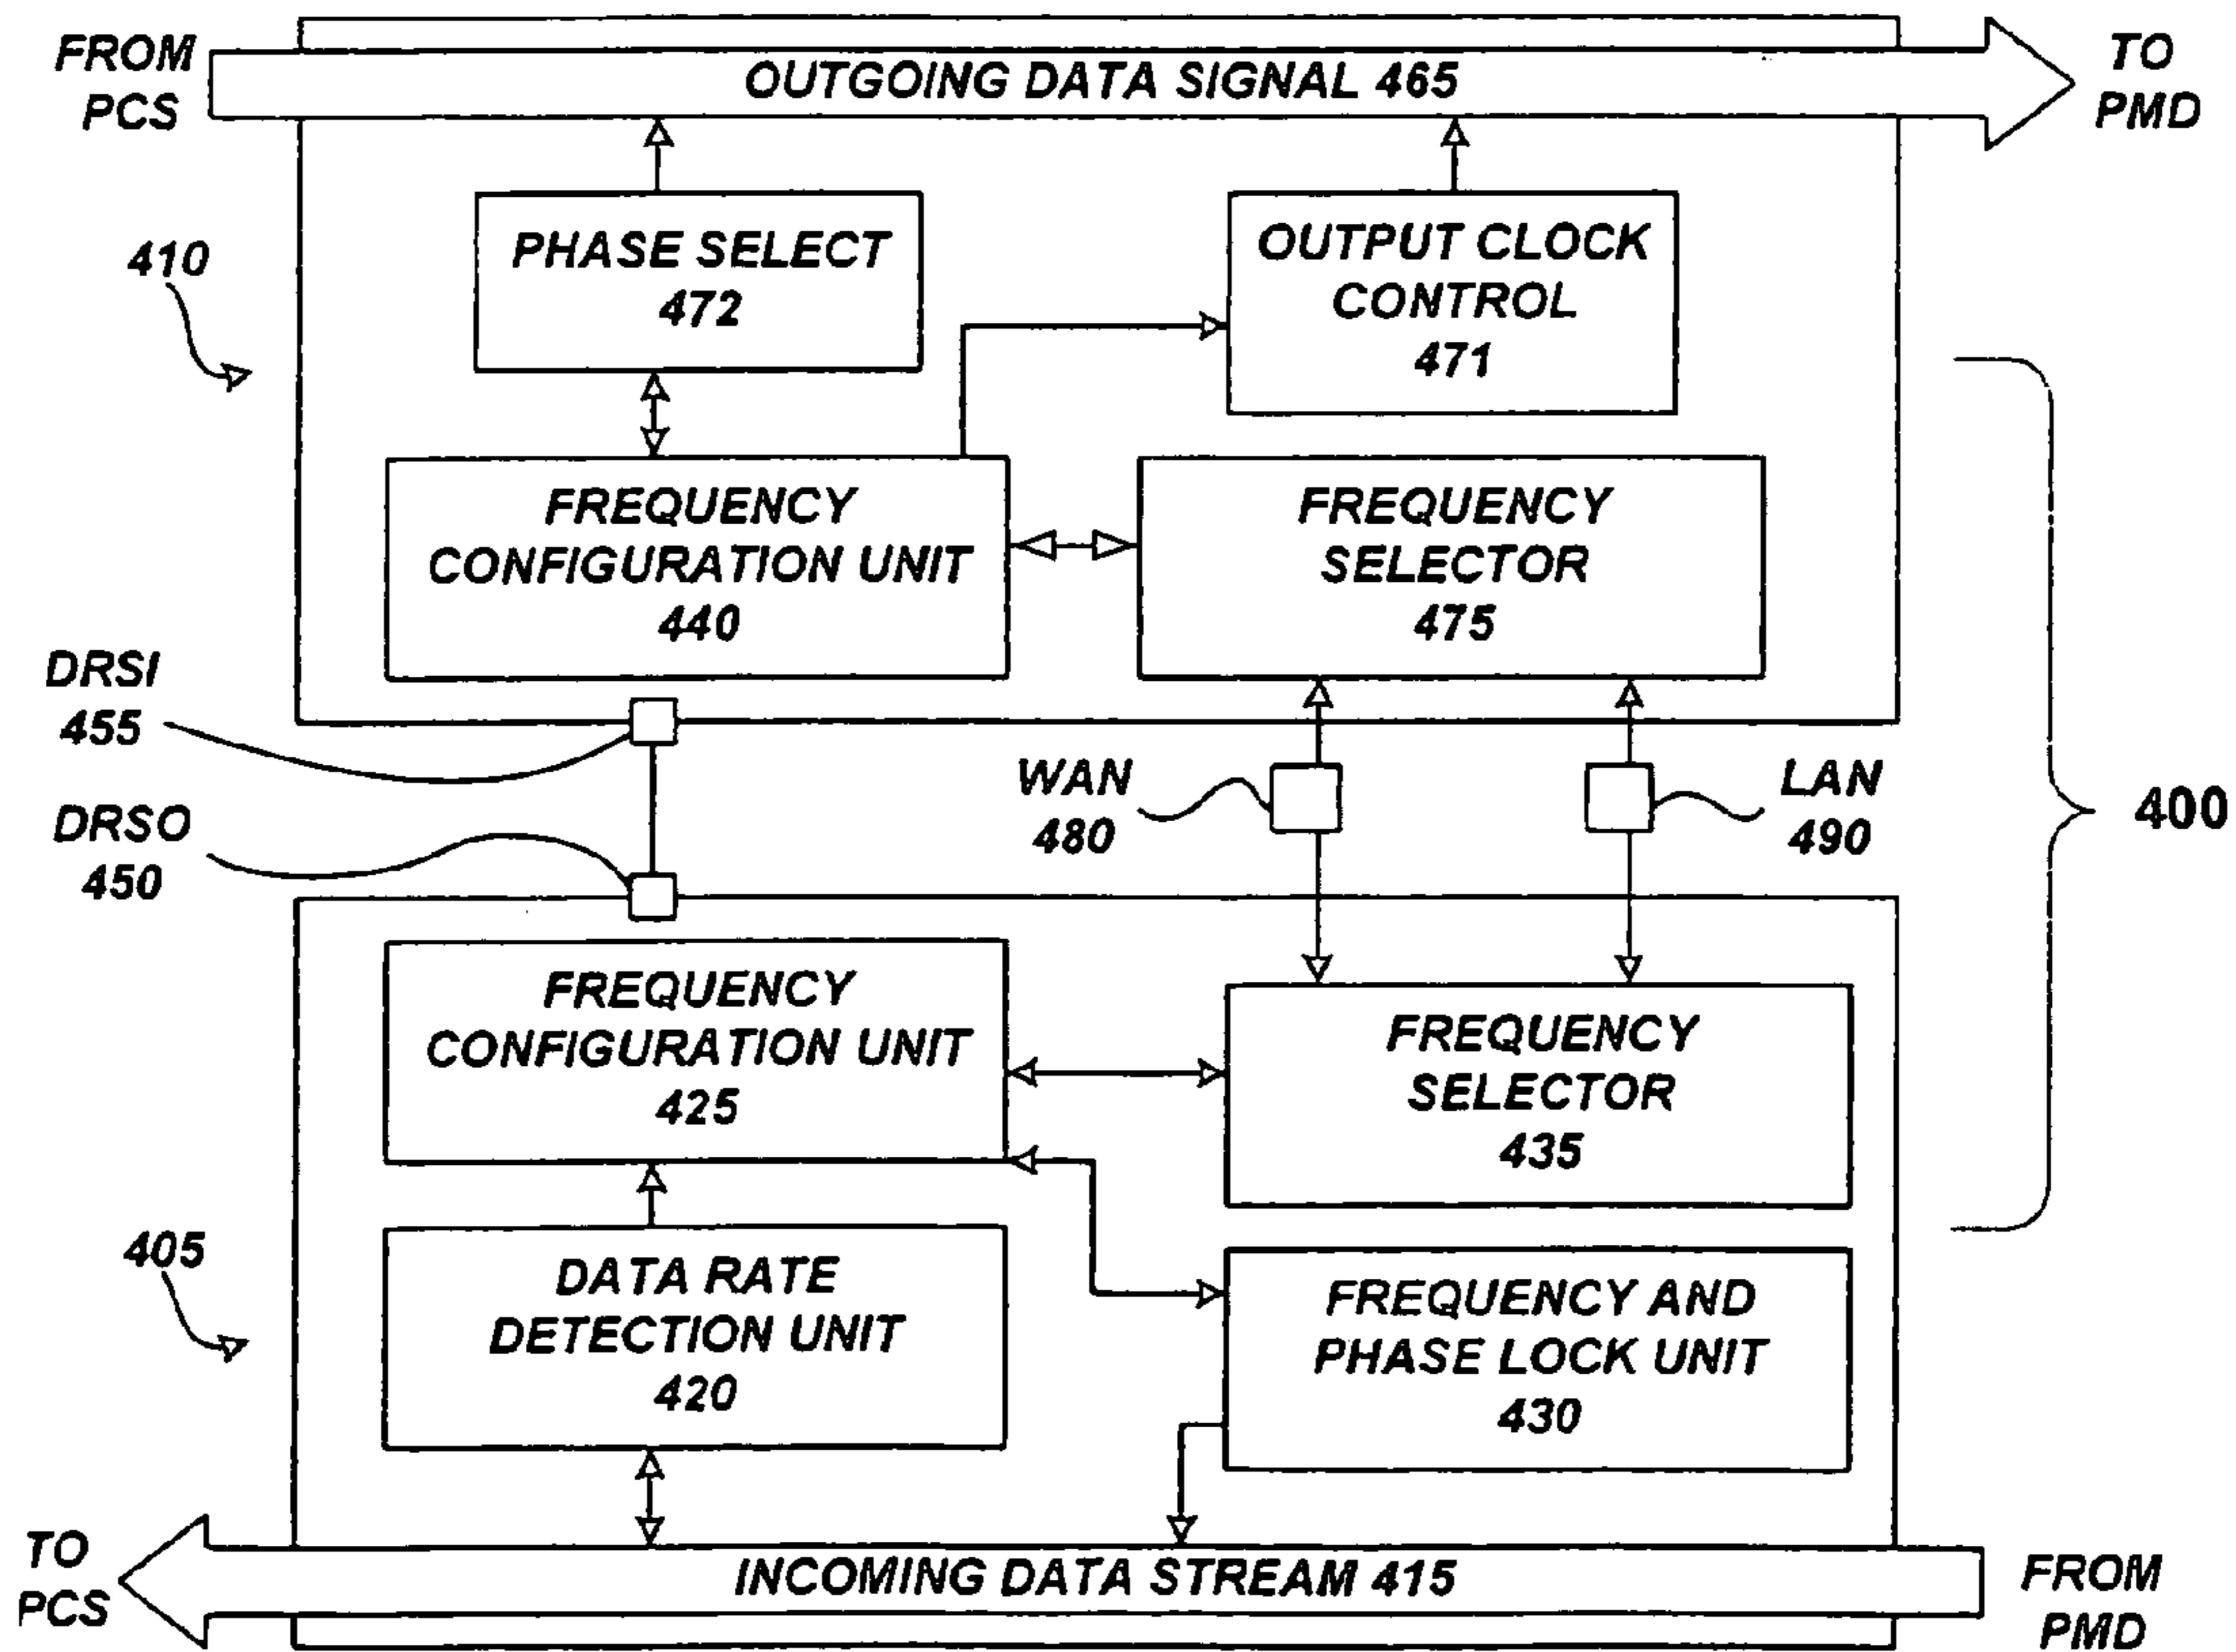 FROM
PCS
OUTGOING DATA SIGNAL 465
TO
PMD
410
PHASE SELECT
472
OUTPUT CLOCK
CONTROL
471
FREQUENCY
CONFIGURATION UNIT
440
FREQUENCY
SELECTOR
475
DRSI
455
DRSO
450
WAN
480
LAN
490
400
FREQUENCY
CONFIGURATION UNIT
425
FREQUENCY
SELECTOR
435
405
DATA RATE
DETECTION UNIT
420
FREQUENCY AND
PHASE LOCK UNIT
430
TO
PCS
INCOMING DATA STREAM 415
FROM
PMD